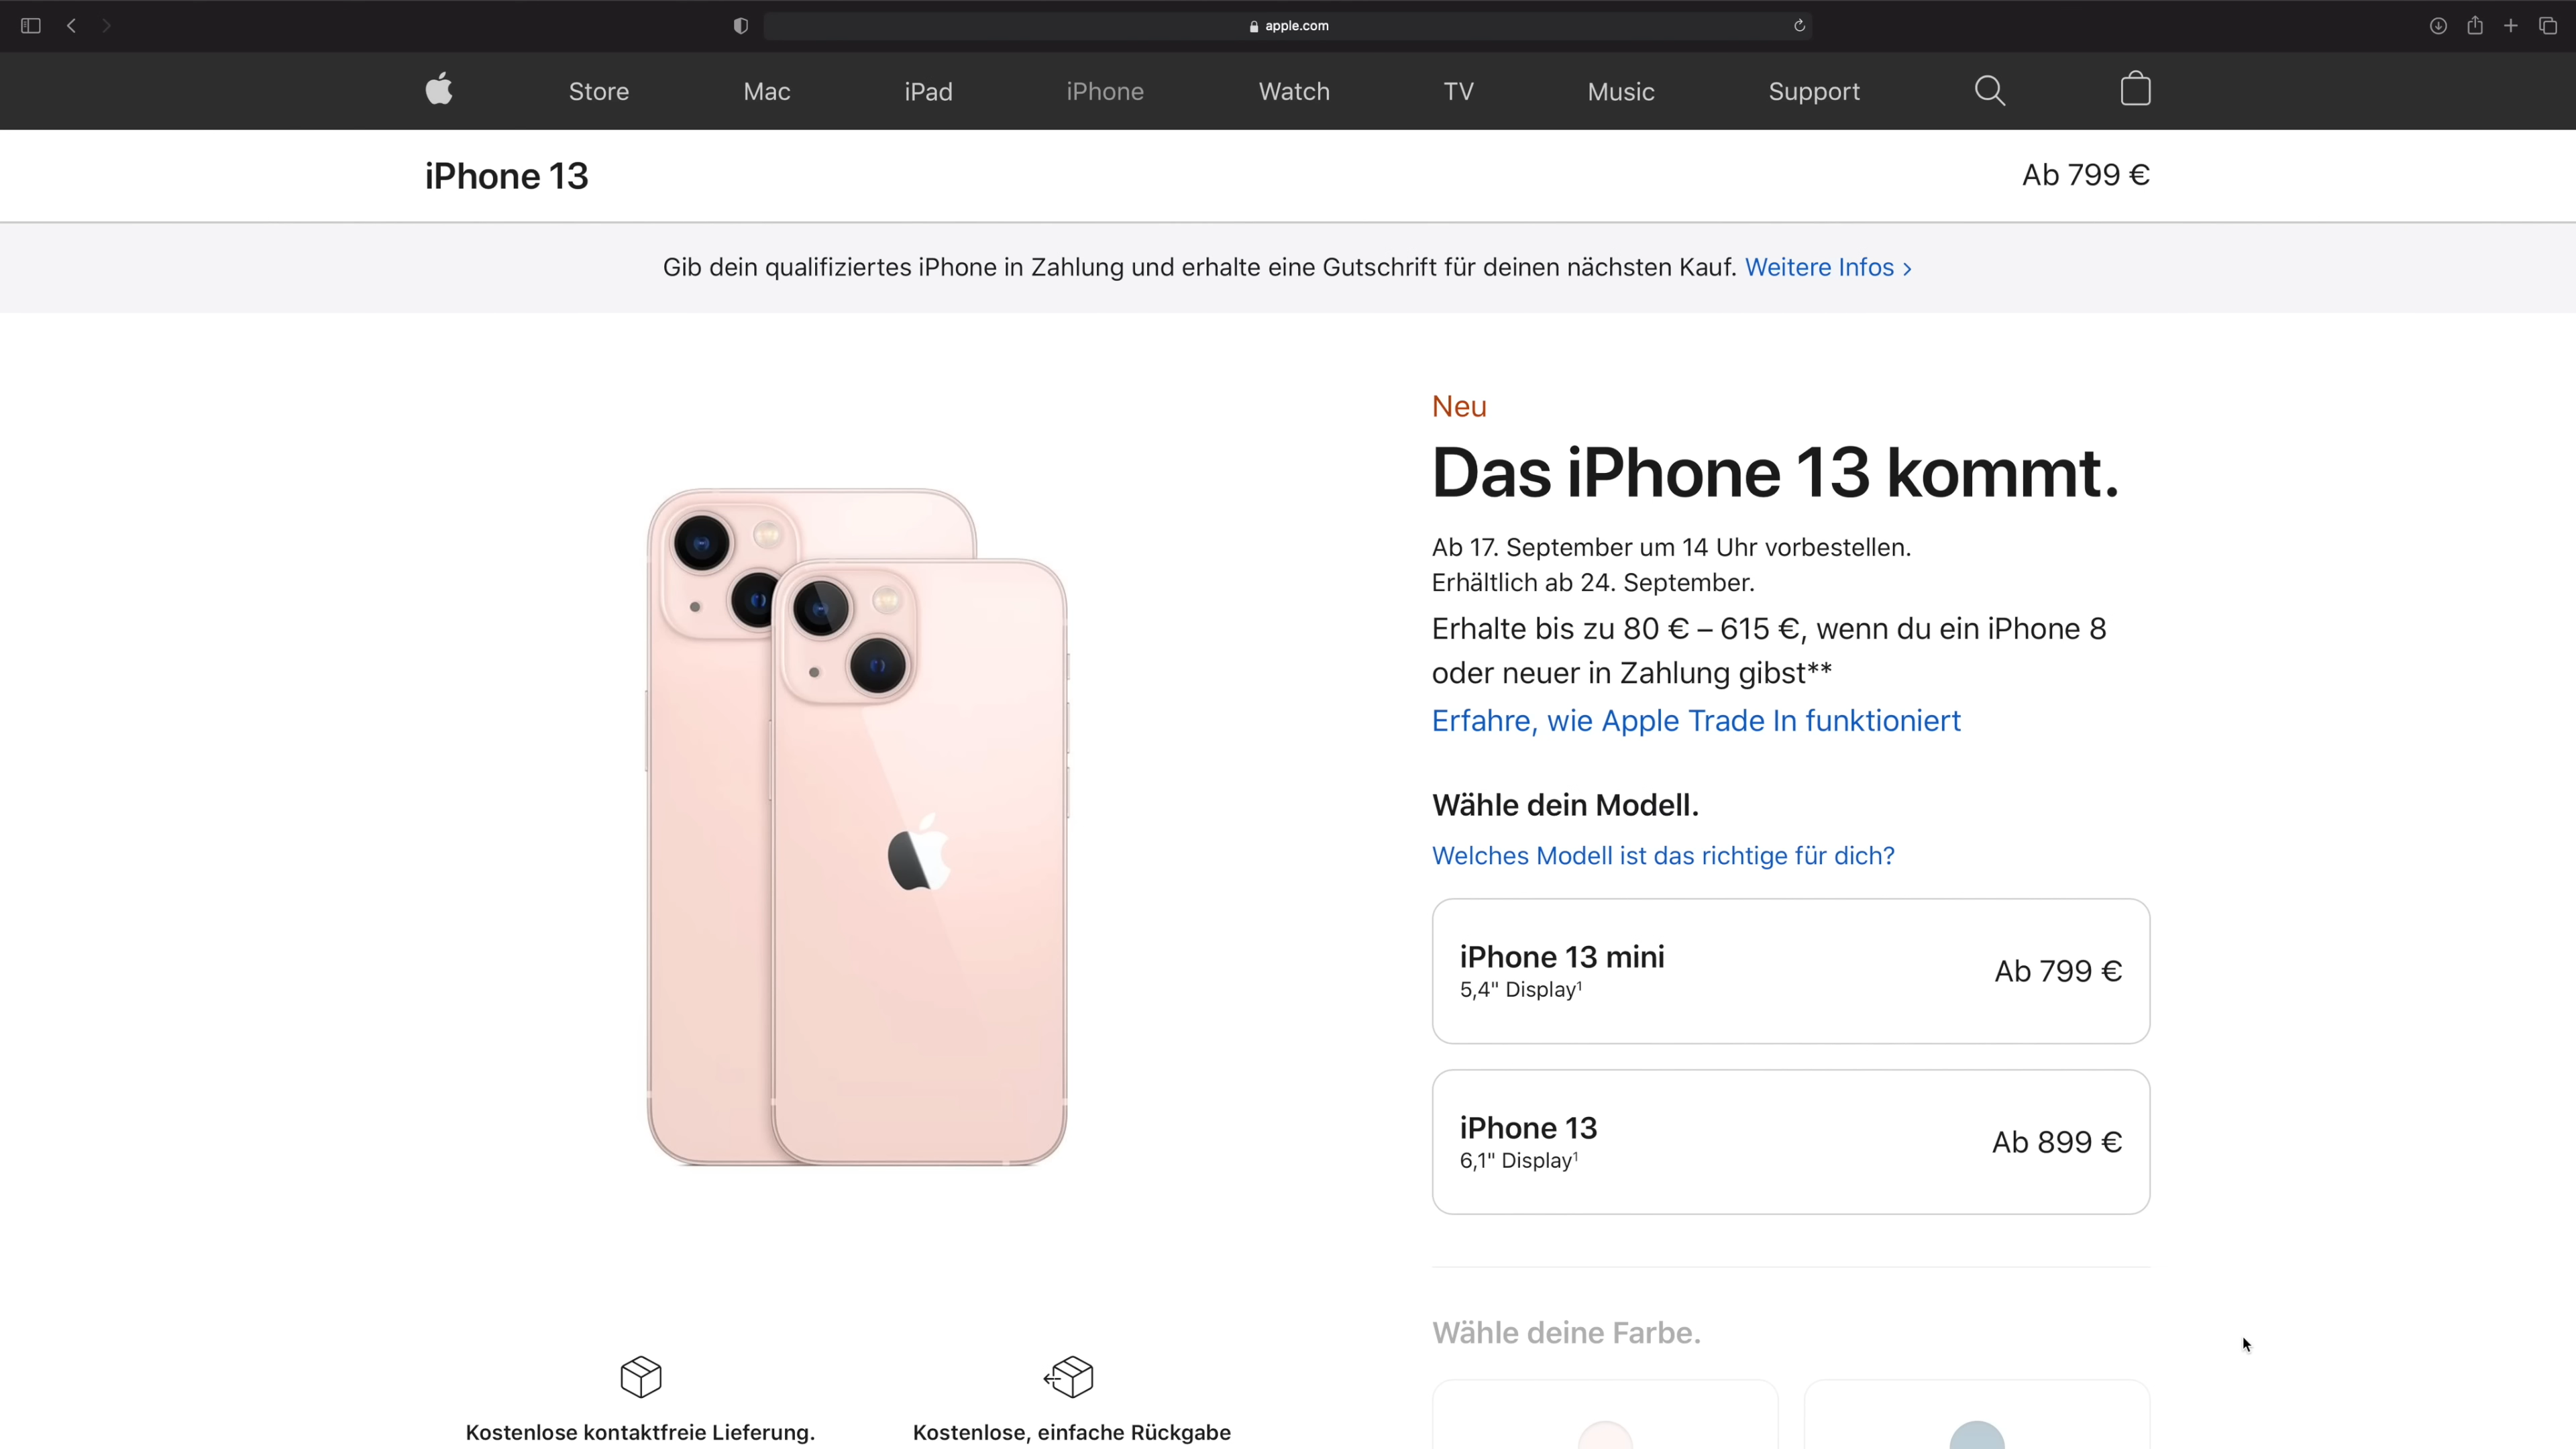 apple.com
Store Mac iPad iPhone Watch TV Music Support
iPhone 13
Ab 799 €
Gib dein qualifiziertes iPhone in Zahlung und erhalte eine Gutschrift für deinen nächsten Kauf. Weitere Infos >
Neu
Das iPhone 13 kommt.
Ab 17. September um 14 Uhr vorbestellen.
Erhältlich ab 24. September.
Erhalte bis zu 80 € – 615 €, wenn du ein iPhone 8
oder neuer in Zahlung gibst**
Erfahre, wie Apple Trade In funktioniert
Wähle dein Modell.
Welches Modell ist das richtige für dich?
iPhone 13 mini
5,4" Display¹
Ab 799 €
iPhone 13
6,1" Display¹
Ab 899 €
Wähle deine Farbe.
Kostenlose kontaktfreie Lieferung.
Kostenlose, einfache Rückgabe